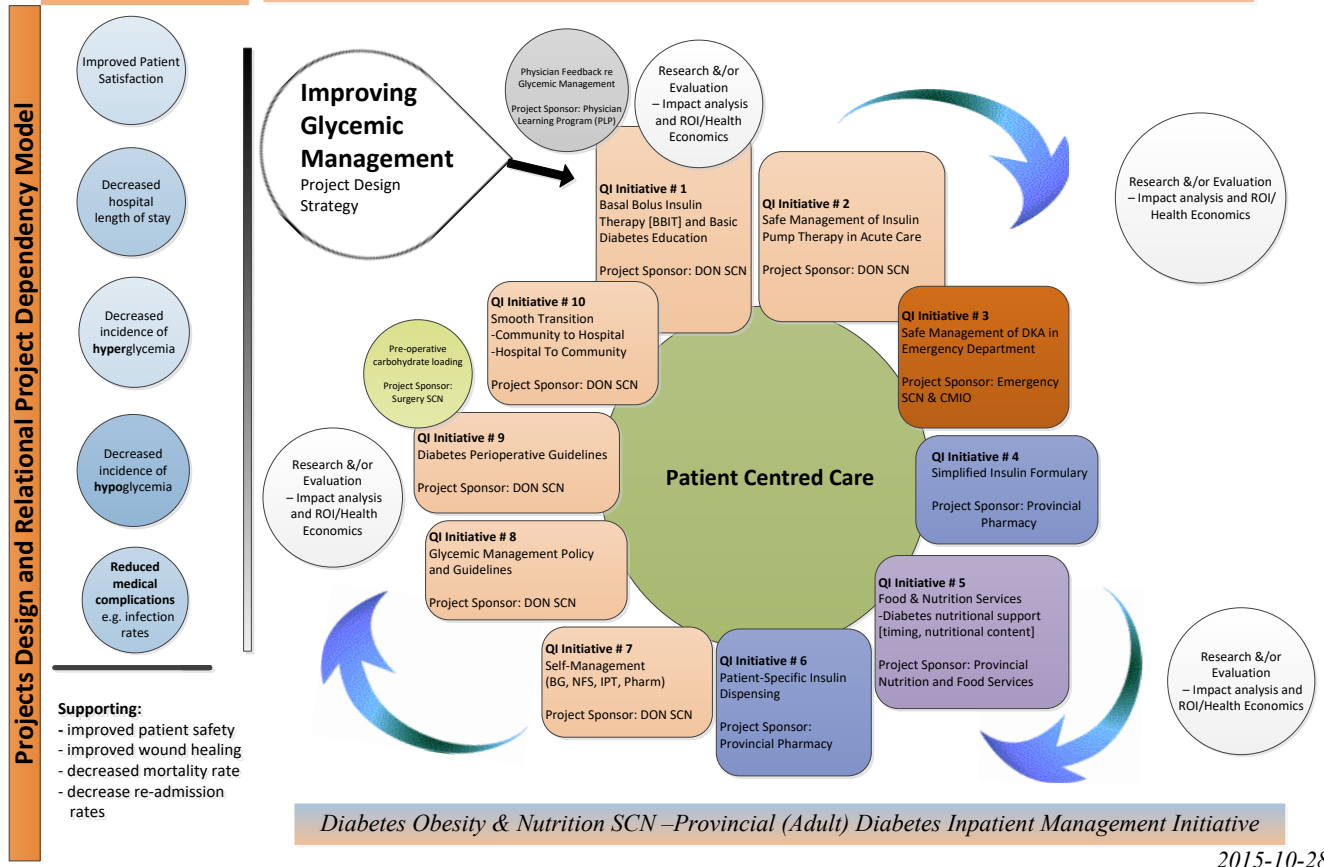 Projects Design and Relational Project Dependency Model
Improved Patient
Satisfaction
Decreased
hospital
length of stay
Decreased
incidence of
hyperglycemia
Decreased
incidence of
hypoglycemia
Reduced
medical
complications
e.g. infection
rates
Supporting:
- improved patient safety
- improved wound healing
- decreased mortality rate
- decrease re-admission
rates
Improving
Glycemic
Management
Project Design
Strategy
Physician Feedback re
Glycemic Management
Project Sponsor: Physician
Learning Program (PLP)
Research &/or
Evaluation
– Impact analysis
and ROI/Health
Economics
QI Initiative # 1
Basal Bolus Insulin
Therapy [BBIT] and Basic
Diabetes Education
Project Sponsor: DON SCN
QI Initiative # 2
Safe Management of Insulin
Pump Therapy in Acute Care
Project Sponsor: DON SCN
Research &/or Evaluation
– Impact analysis and ROI/
Health Economics
QI Initiative # 3
Safe Management of DKA in
Emergency Department
Project Sponsor: Emergency
SCN & CMIO
QI Initiative # 4
Simplified Insulin Formulary
Project Sponsor: Provincial
Pharmacy
QI Initiative # 5
Food & Nutrition Services
-Diabetes nutritional support
[timing, nutritional content]
Project Sponsor: Provincial
Nutrition and Food Services
Research &/or
Evaluation
– Impact analysis and
ROI/Health Economics
QI Initiative # 6
Patient-Specific Insulin
Dispensing
Project Sponsor:
Provincial Pharmacy
QI Initiative # 7
Self-Management
(BG, NFS, IPT, Pharm)
Project Sponsor: DON SCN
QI Initiative # 8
Glycemic Management Policy
and Guidelines
Project Sponsor: DON SCN
Research &/or
Evaluation
– Impact analysis
and ROI/Health
Economics
QI Initiative # 9
Diabetes Perioperative Guidelines
Project Sponsor: DON SCN
Pre-operative
carbohydrate loading
Project Sponsor:
Surgery SCN
QI Initiative # 10
Smooth Transition
-Community to Hospital
-Hospital To Community
Project Sponsor: DON SCN
Patient Centred Care
Diabetes Obesity & Nutrition SCN –Provincial (Adult) Diabetes Inpatient Management Initiative
2015-10-28